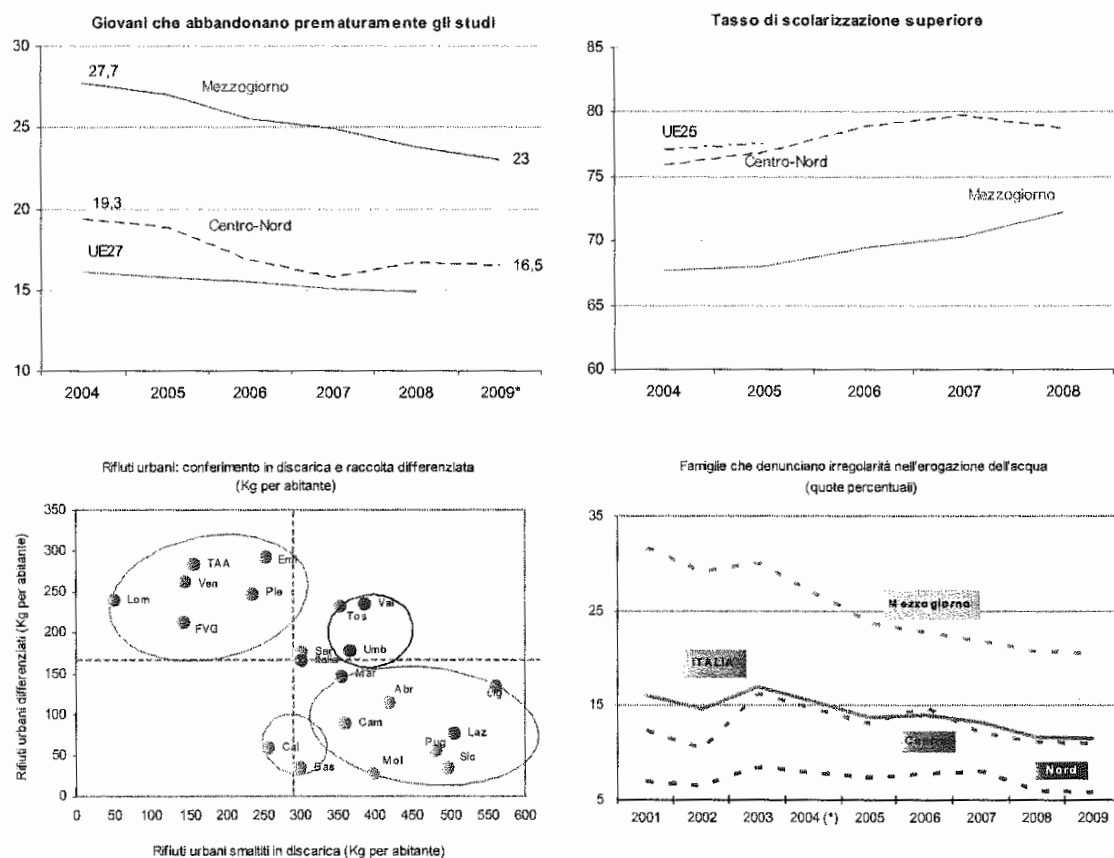 Giovani che abbandonano prematuramente gli studi
30
27,7
Mezzogiorno
25
23
20
19,3
Centro-Nord
UE27
16,5
15
10
2004 2005 2006 2007 2008 2009*
Tasso di scolarizzazione superiore
85
80
UE25
Centro-Nord
75
Mezzogiorno
70
65
60
2004 2005 2006 2007 2008
Rifiuti urbani: conferimento in discarica e raccolta differenziata
(Kg per abitante)
Rifiuti urbani differenziati (Kg per abitante)
350
300
TAA
Emi
Ven
250
Lom
Pie
Tos
Val
FVG
200
Sar
Umb
Italia
150
Mar
Abr
Lig
100
Cam
Laz
Cal
Pug
50
Bas
Mol
Sic
0
0 50 100 150 200 250 300 350 400 450 500 550 600
Rifiuti urbani smaltiti in discarica (Kg per abitante)
Famiglie che denunciano irregolarità nell'erogazione dell'acqua
(quote percentuali)
35
25
Mezzogiorno
ITALIA
15
Centro
Nord
5
2001 2002 2003 2004 (*) 2005 2006 2007 2008 2009